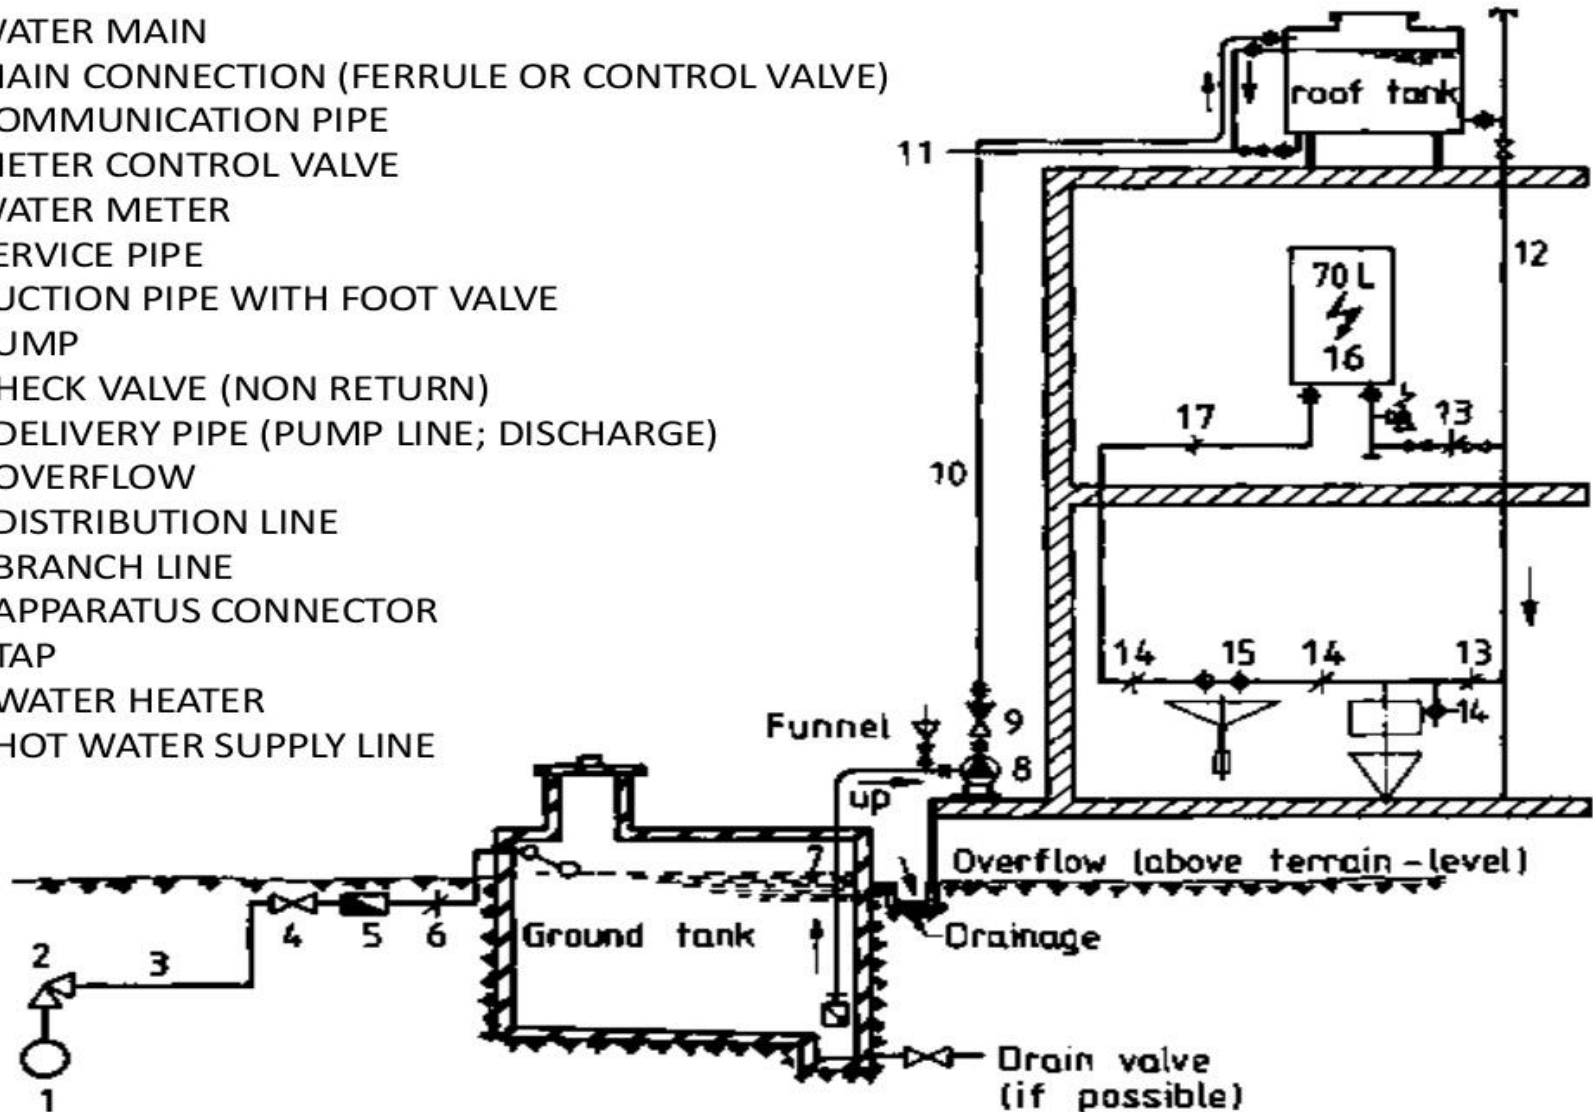 ATER MAIN
AIN CONNECTION (FERRULE OR CONTROL VALVE)
OMMUNICATION PIPE
ETER CONTROL VALVE
ATER METER
ERVICE PIPE
UCTION PIPE WITH FOOT VALVE
UMP
HECK VALVE (NON RETURN)
DELIVERY PIPE (PUMP LINE; DISCHARGE)
OVERFLOW
DISTRIBUTION LINE
BRANCH LINE
APPARATUS CONNECTOR
TAP
WATER HEATER
HOT WATER SUPPLY LINE
roof tank
11
12
70 L
16
17
13
10
14
15
14
13
14
Funnel
9
8
up
7
Overflow (above terrain-level)
Ground tank
Drainage
4
5
6
2
3
1
Drain valve
(if possible)